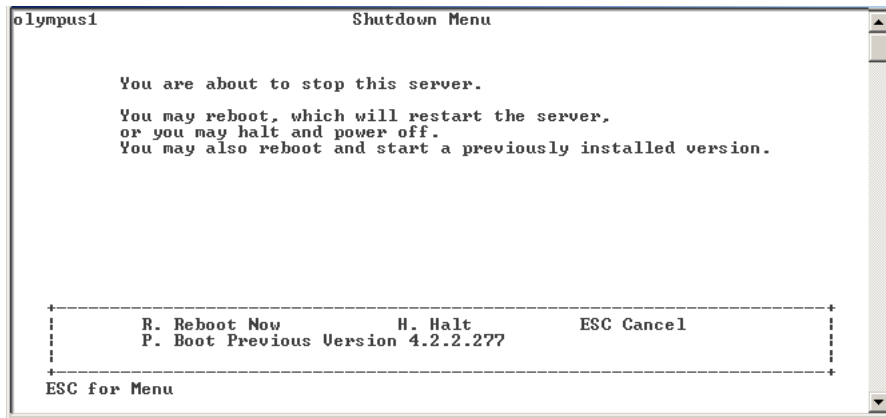 olympus1 Shutdown Menu
You are about to stop this server.
You may reboot, which will restart the server,
or you may halt and power off.
You may also reboot and start a previously installed version.
R. Reboot Now H. Halt ESC Cancel
P. Boot Previous Version 4.2.2.277
ESC for Menu